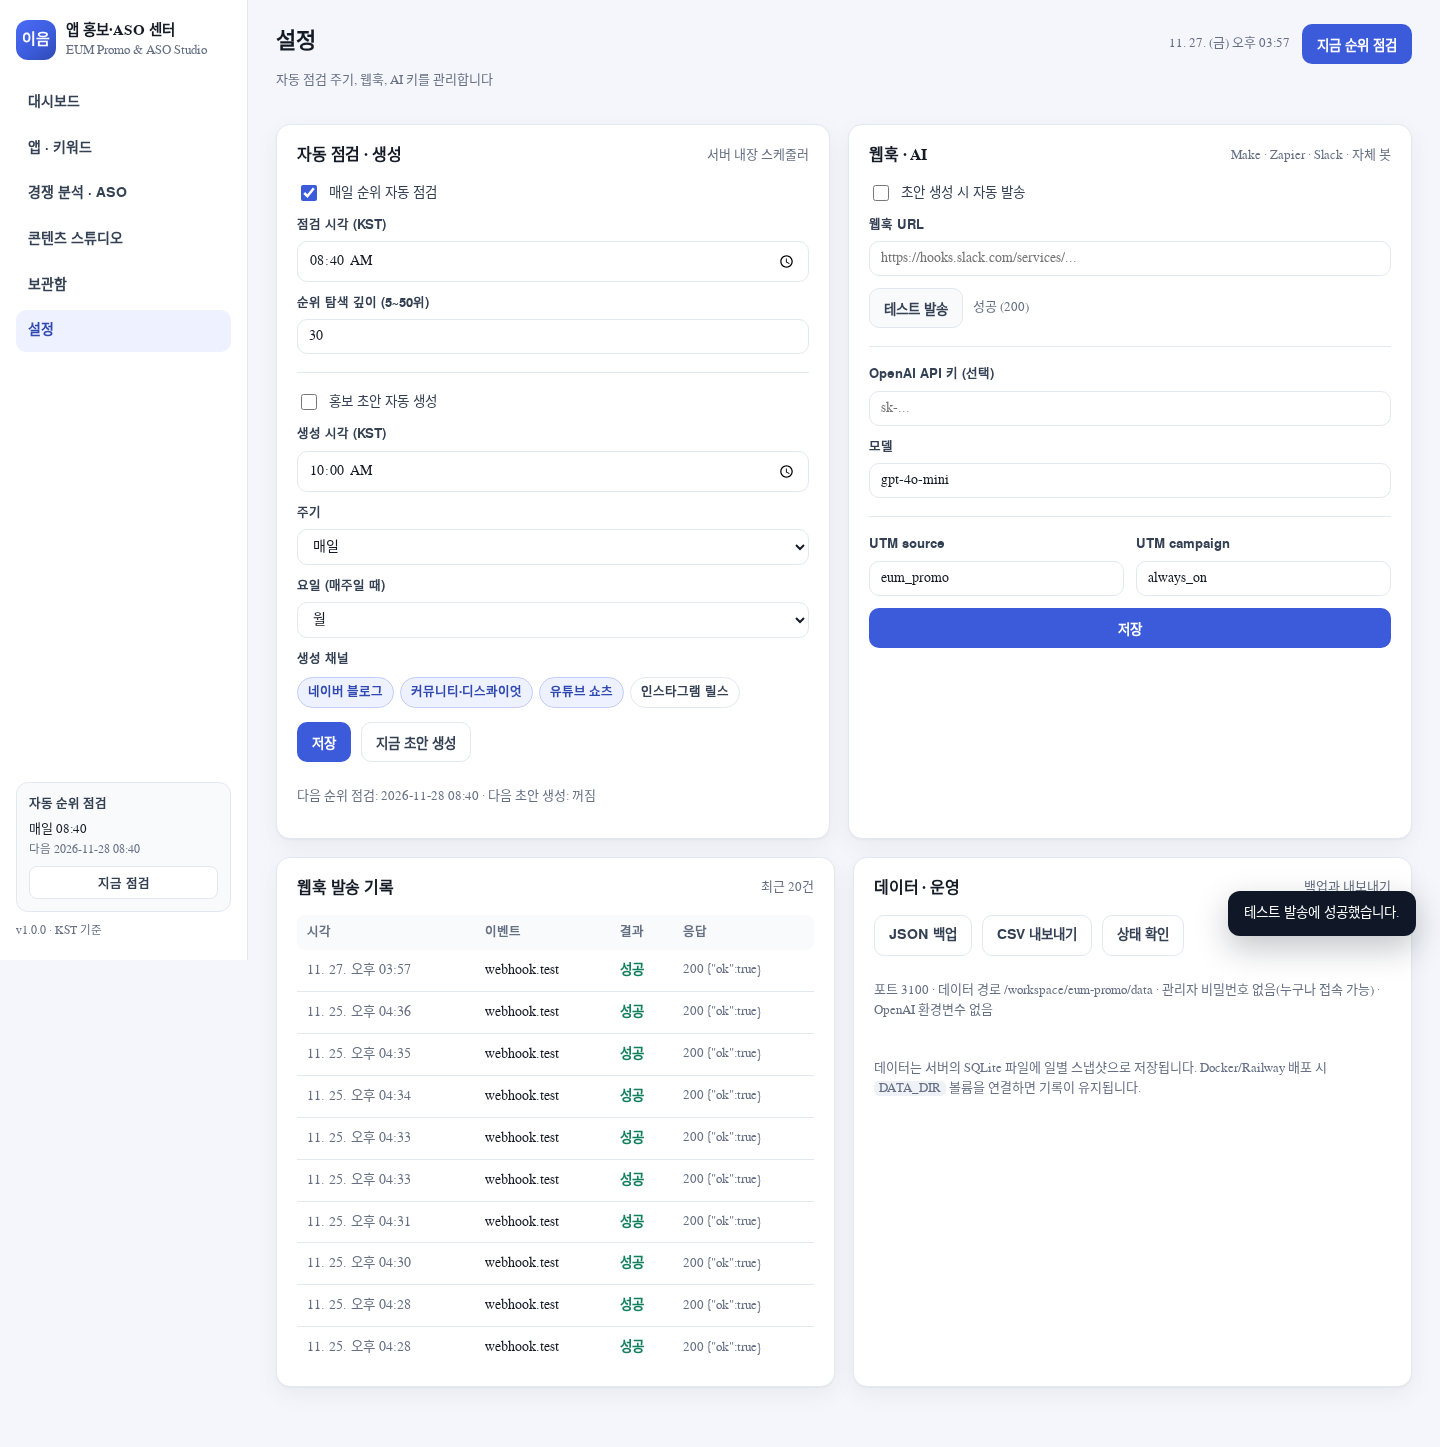 이음
앱 홍보·ASO 센터
EUM Promo & ASO Studio
대시보드
앱 · 키워드
경쟁 분석 · ASO
콘텐츠 스튜디오
보관함
설정
자동 순위 점검
매일 08:40
다음 2026-11-28 08:40
지금 점검
v1.0.0 · KST 기준
설정
자동 점검 주기, 웹훅, AI 키를 관리합니다
11. 27. (금) 오후 03:57
지금 순위 점검
자동 점검 · 생성
서버 내장 스케줄러
매일 순위 자동 점검
점검 시각 (KST)
08:40 AM
순위 탐색 깊이 (5~50위)
30
홍보 초안 자동 생성
생성 시각 (KST)
10:00 AM
주기
매일
요일 (매주일 때)
월
생성 채널
네이버 블로그 커뮤니티·디스콰이엇 유튜브 쇼츠 인스타그램 릴스
저장 지금 초안 생성
다음 순위 점검: 2026-11-28 08:40 · 다음 초안 생성: 꺼짐
웹훅 · AI
Make · Zapier · Slack · 자체 봇
초안 생성 시 자동 발송
웹훅 URL
https://hooks.slack.com/services/...
테스트 발송 성공 (200)
OpenAI API 키 (선택)
sk-...
모델
gpt-4o-mini
UTM source UTM campaign
eum_promo always_on
저장
웹훅 발송 기록
최근 20건
시각 이벤트 결과 응답
11. 27. 오후 03:57 webhook.test 성공 200 {"ok":true}
11. 25. 오후 04:36 webhook.test 성공 200 {"ok":true}
11. 25. 오후 04:35 webhook.test 성공 200 {"ok":true}
11. 25. 오후 04:34 webhook.test 성공 200 {"ok":true}
11. 25. 오후 04:33 webhook.test 성공 200 {"ok":true}
11. 25. 오후 04:33 webhook.test 성공 200 {"ok":true}
11. 25. 오후 04:31 webhook.test 성공 200 {"ok":true}
11. 25. 오후 04:30 webhook.test 성공 200 {"ok":true}
11. 25. 오후 04:28 webhook.test 성공 200 {"ok":true}
11. 25. 오후 04:28 webhook.test 성공 200 {"ok":true}
데이터 · 운영
백업과 내보내기
테스트 발송에 성공했습니다.
JSON 백업 CSV 내보내기 상태 확인
포트 3100 · 데이터 경로 /workspace/eum-promo/data · 관리자 비밀번호 없음(누구나 접속 가능) ·
OpenAI 환경변수 없음
데이터는 서버의 SQLite 파일에 일별 스냅샷으로 저장됩니다. Docker/Railway 배포 시
DATA_DIR 볼륨을 연결하면 기록이 유지됩니다.